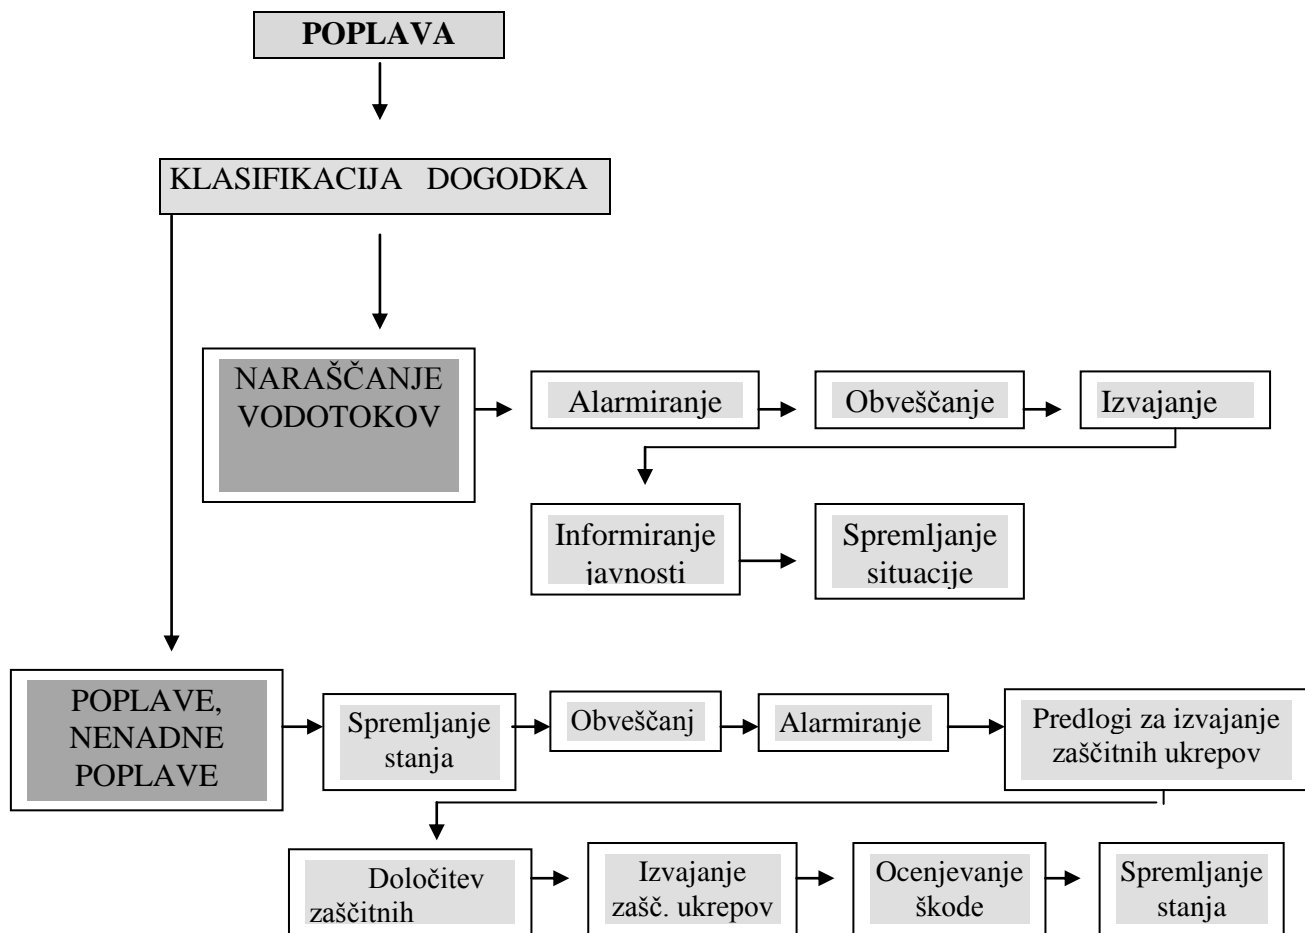 POPLAVA
KLASIFIKACIJA DOGODKA
NARAŠČANJE
VODOTOKOV
Alarmiranje
Obveščanje
Izvajanje
Informiranje
javnosti
Spremljanje
situacije
POPLAVE,
NENADNE
POPLAVE
Spremljanje
stanja
Obveščanj
Alarmiranje
Predlogi za izvajanje
zaščitnih ukrepov
Določitev
zaščitnih
Izvajanje
zašč. ukrepov
Ocenjevanje
škode
Spremljanje
stanja